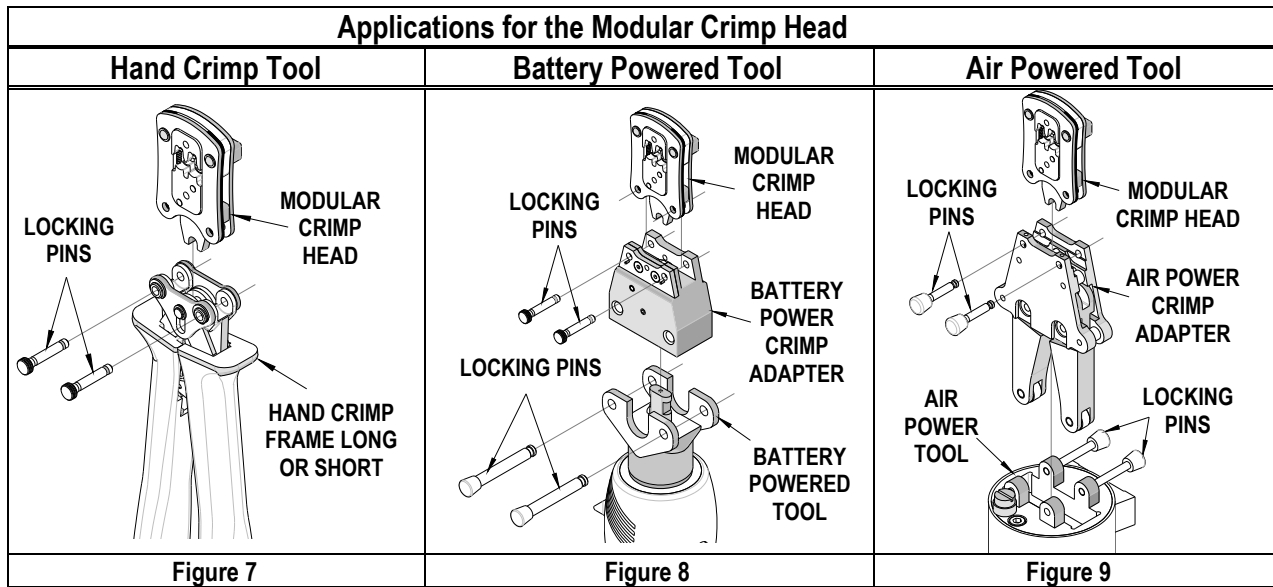 Applications for the Modular Crimp Head
Hand Crimp Tool
Battery Powered Tool
Air Powered Tool
LOCKING
PINS
MODULAR
CRIMP
HEAD
HAND CRIMP
FRAME LONG
OR SHORT
MODULAR
CRIMP
HEAD
LOCKING
PINS
BATTERY
POWER
CRIMP
ADAPTER
LOCKING PINS
BATTERY
POWERED
TOOL
LOCKING
PINS
MODULAR
CRIMP HEAD
AIR POWER
CRIMP
ADAPTER
AIR
POWER
TOOL
LOCKING
PINS
Figure 7
Figure 8
Figure 9